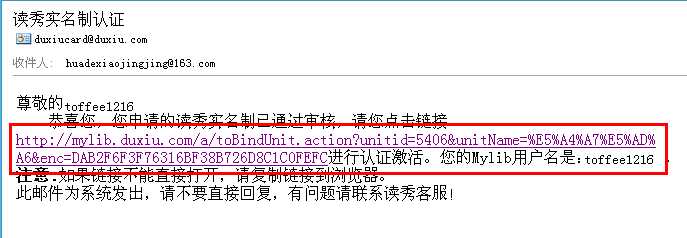 读秀实名制认证
duxiucard@duxiu.com
收件人： huadexiaojingjing@163.com
尊敬的toffee1216
恭喜您，您申请的读秀实名制已通过审核，请您点击链接
http://mylib.duxiu.com/a/toBindUnit.action?unitid=5406&unitName=%E5%A4%A7%E5%AD%
A6&enc=DAB2F6F3F76316BF38B726D8C1C0FEFC进行认证激活。您的Mylib用户名是：toffee1216 ．
注意：如果链接不能直接打开，请复制链接到浏览器。
此邮件为系统发出，请不要直接回复，有问题请联系读秀客服！